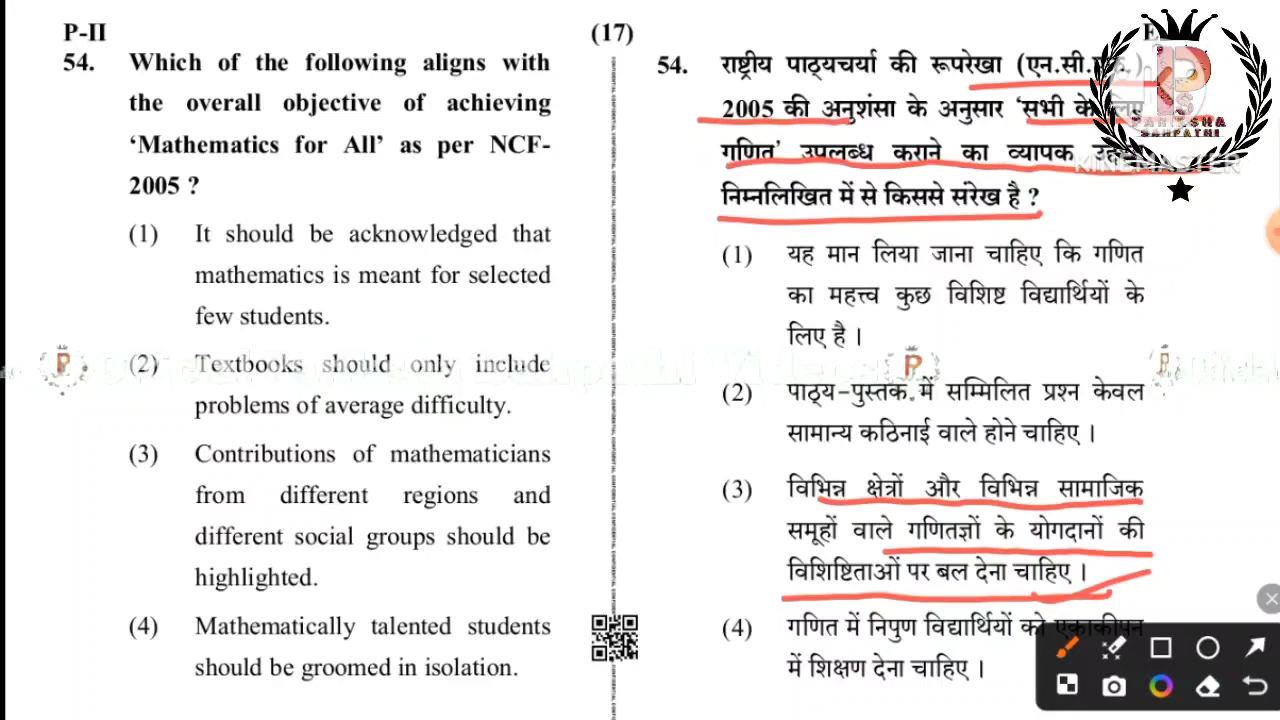 P-II
(17)
54. Which of the following aligns with
the overall objective of achieving
‘Mathematics for All’ as per NCF-
2005 ?
(1) It should be acknowledged that
mathematics is meant for selected
few students.
(2) Textbooks should only include
problems of average difficulty.
(3) Contributions of mathematicians
from different regions and
different social groups should be
highlighted.
(4) Mathematically talented students
should be groomed in isolation.
54. राष्ट्रीय पाठ्यचर्या की रूपरेखा (एन.सी.
2005 की अनुशंसा के अनुसार ‘सभी के लिए
गणित’ उपलब्ध कराने का व्यापक
निम्नलिखित में से किससे संरेख है ?
(1) यह मान लिया जाना चाहिए कि गणित
का महत्त्व कुछ विशिष्ट विद्यार्थियों के
लिए है ।
(2) पाठ्य-पुस्तक में सम्मिलित प्रश्न केवल
सामान्य कठिनाई वाले होने चाहिए ।
(3) विभिन्न क्षेत्रों और विभिन्न सामाजिक
समूहों वाले गणितज्ञों के योगदानों की
विशिष्टिताओं पर बल देना चाहिए ।
(4) गणित में निपुण विद्यार्थियों को एकाकीपन
में शिक्षण देना चाहिए ।
SAHPATHI
KINEMASTER